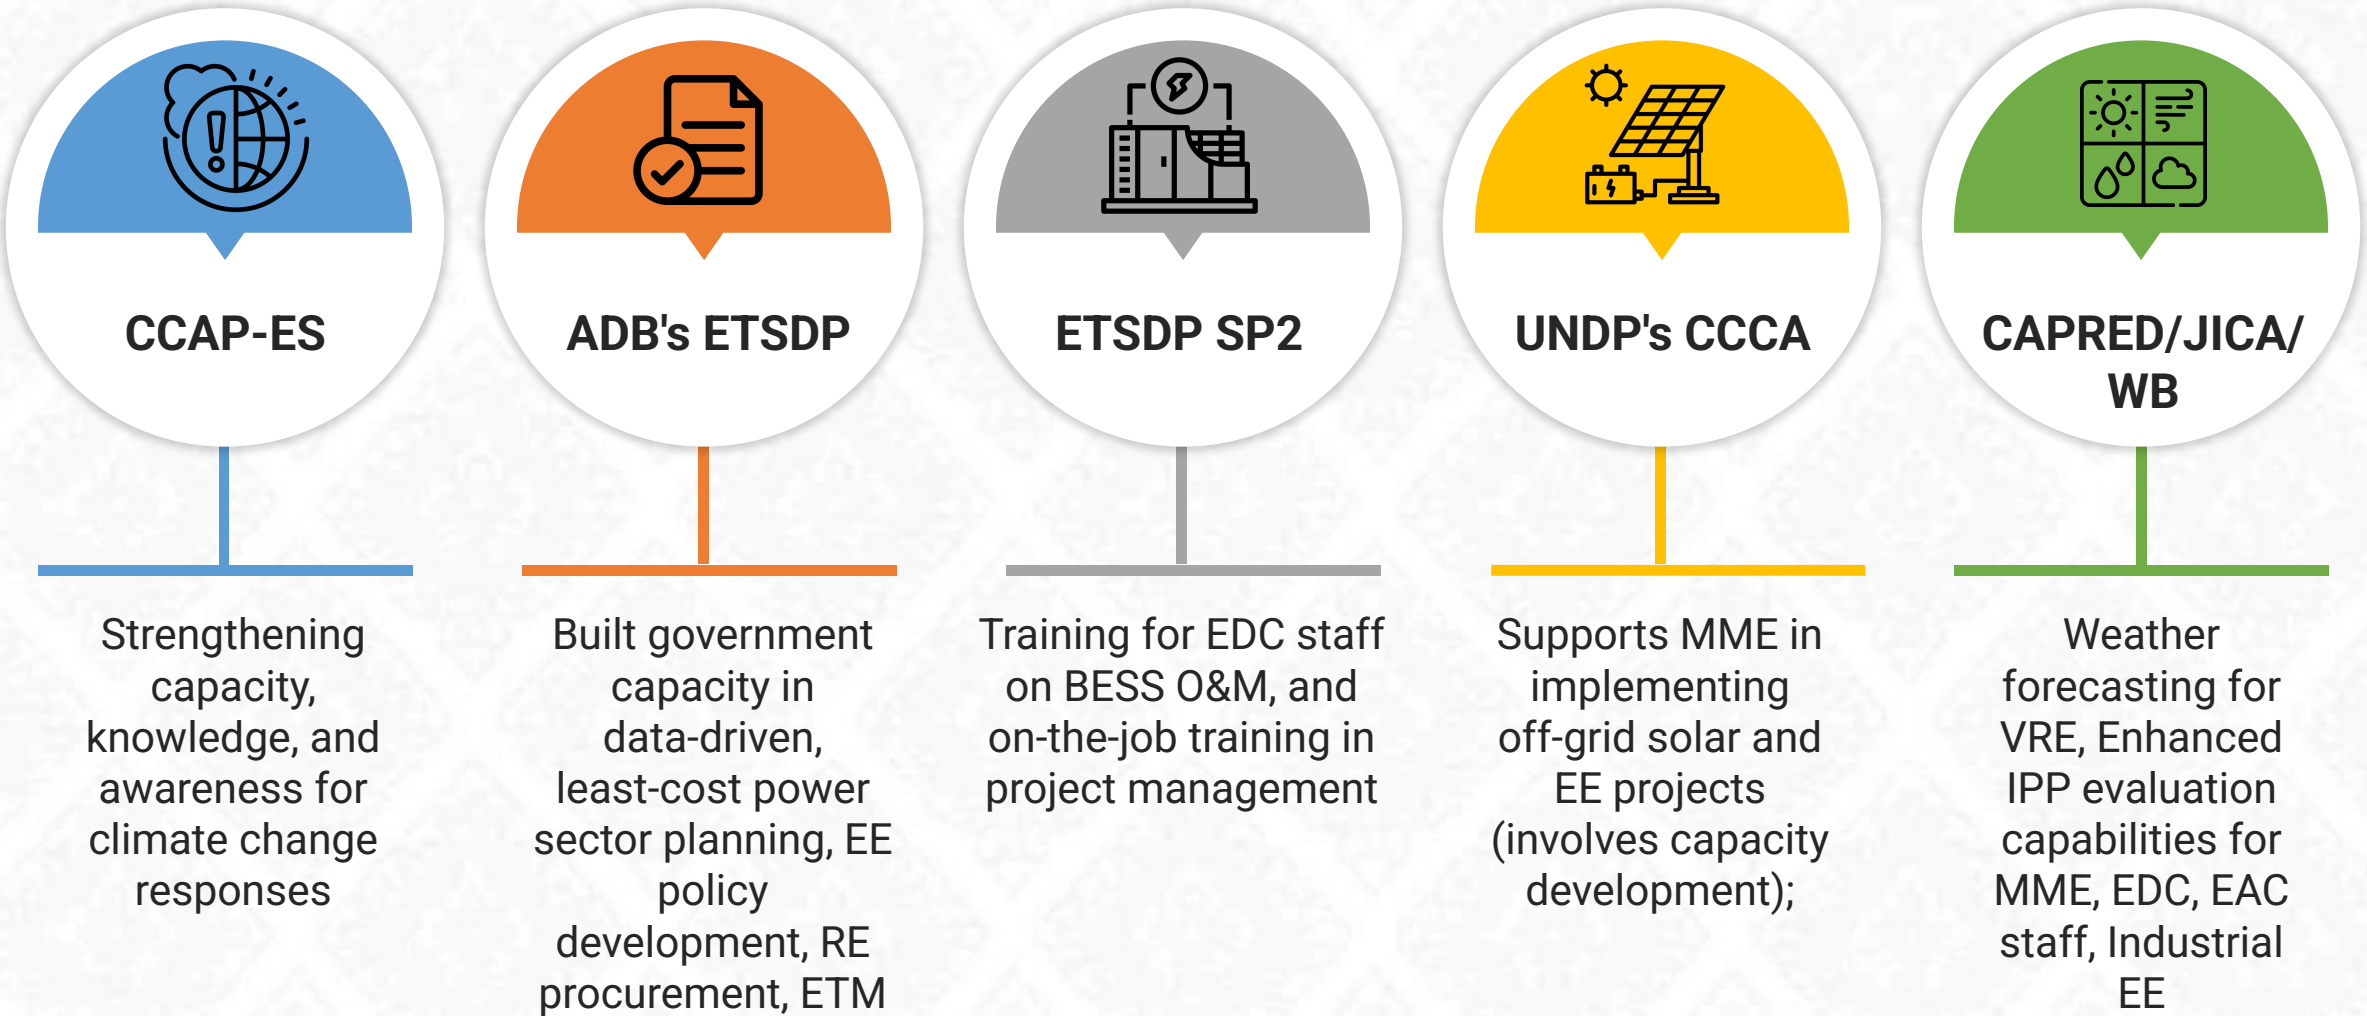 CCAP-ES
Strengthening
capacity,
knowledge, and
awareness for
climate change
responses
ADB's ETSDP
Built government
capacity in
data-driven,
least-cost power
sector planning, EE
policy
development, RE
procurement, ETM
ETSDP SP2
Training for EDC staff
on BESS O&M, and
on-the-job training in
project management
UNDP's CCCA
Supports MME in
implementing
off-grid solar and
EE projects
(involves capacity
development);
CAPRED/JICA/
WB
Weather
forecasting for
VRE, Enhanced
IPP evaluation
capabilities for
MME, EDC, EAC
staff, Industrial
EE